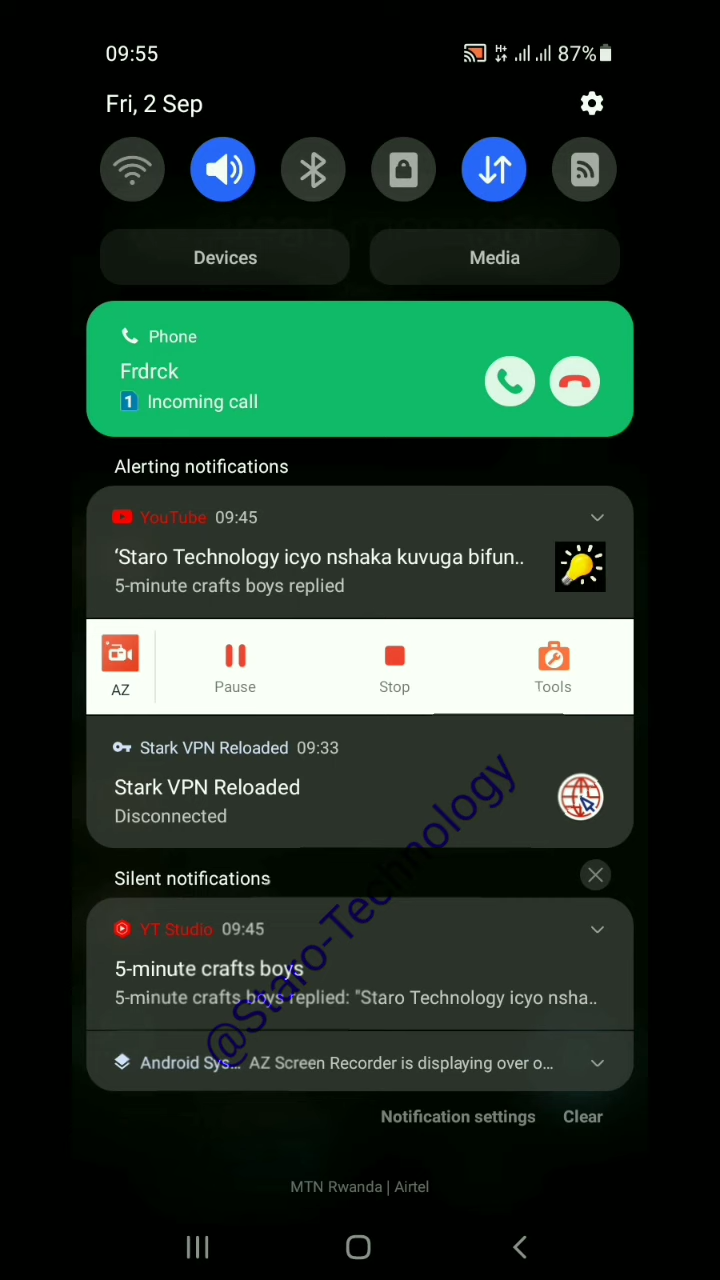 09:55
H+
87%
Fri, 2 Sep
Devices
Media
Phone
Frdrck
1 Incoming call
Alerting notifications
YouTube 09:45
‘Staro Technology icyo nshaka kuvuga bifun..
5-minute crafts boys replied
AZ
Pause
Stop
Tools
Stark VPN Reloaded 09:33
Stark VPN Reloaded
Disconnected
Silent notifications
YT Studio 09:45
5-minute crafts boys
5-minute crafts boys replied: "Staro Technology icyo nsha..
Android Sys... AZ Screen Recorder is displaying over o...
Notification settings
Clear
MTN Rwanda | Airtel
@Staro-Technology